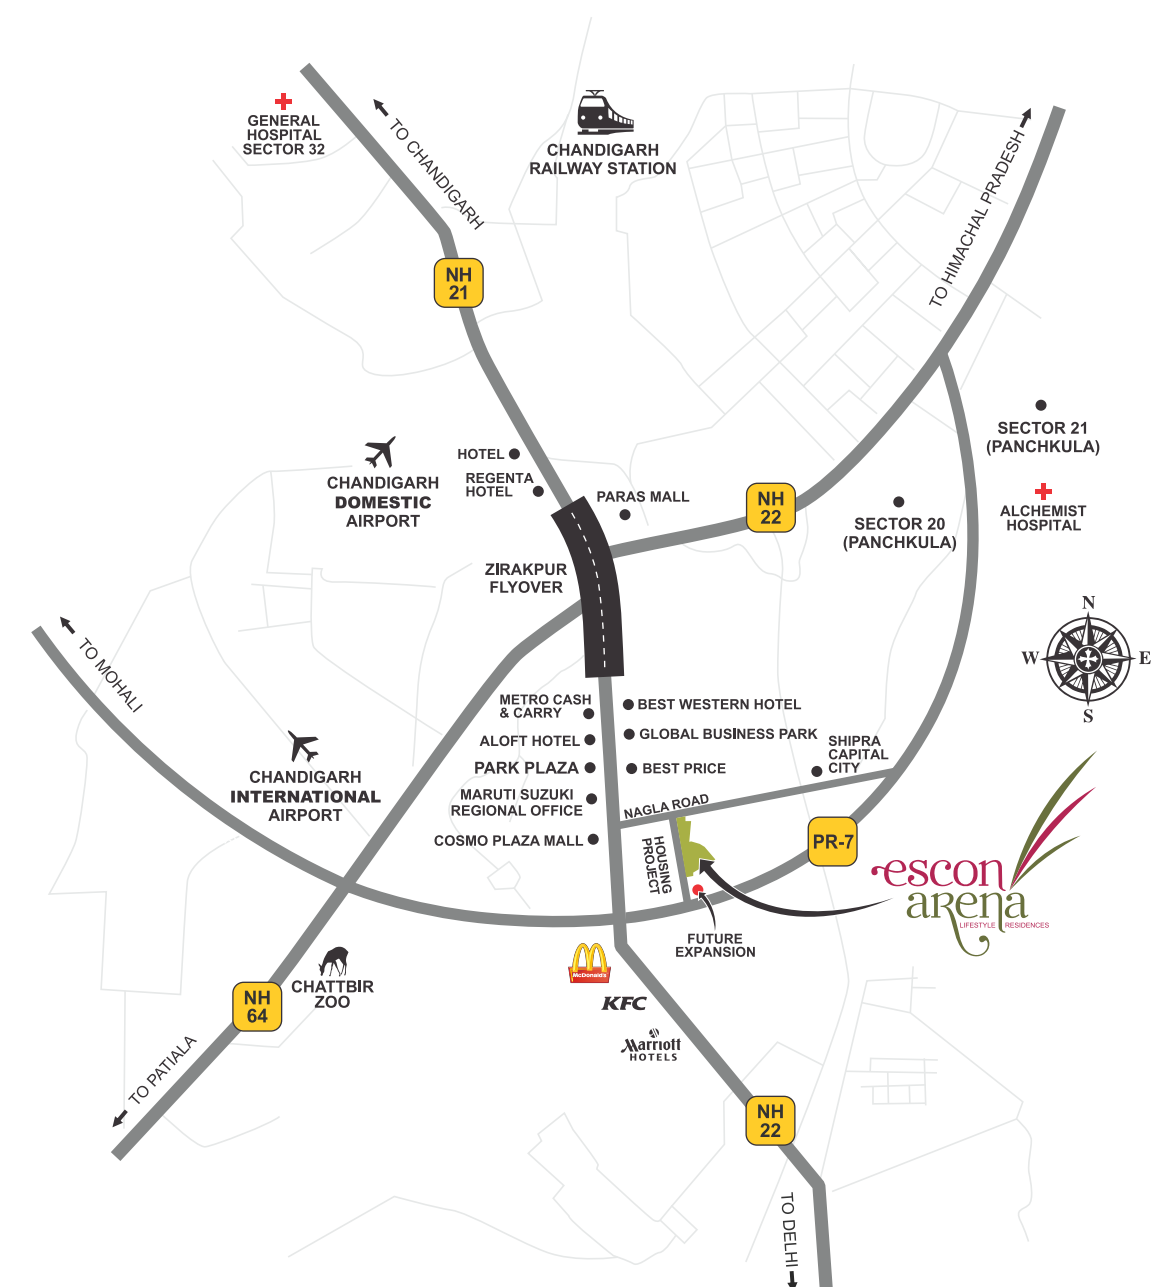 GENERAL
HOSPITAL
SECTOR 32
TO CHANDIGARH
CHANDIGARH
RAILWAY STATION
TO HIMACHAL PRADESH
NH
21
SECTOR 21
(PANCHKULA)
HOTEL
REGENTA
HOTEL
CHANDIGARH
DOMESTIC
AIRPORT
PARAS MALL
NH
22
ALCHEMIST
HOSPITAL
SECTOR 20
(PANCHKULA)
ZIRAKPUR
FLYOVER
N
W
E
S
TO MOHALI
METRO CASH
& CARRY
BEST WESTERN HOTEL
ALOFT HOTEL
GLOBAL BUSINESS PARK
SHIPRA
CAPITAL
CITY
PARK PLAZA
BEST PRICE
CHANDIGARH
INTERNATIONAL
AIRPORT
MARUTI SUZUKI
REGIONAL OFFICE
NAGLA ROAD
COSMO PLAZA MALL
HOUSING
PROJECT
PR-7
escon
arena
LIFESTYLE RESIDENCES
FUTURE
EXPANSION
McDonald's
CHATTBIR
ZOO
NH
64
KFC
Marriott
HOTELS
TO PATIALA
NH
22
TO DELHI